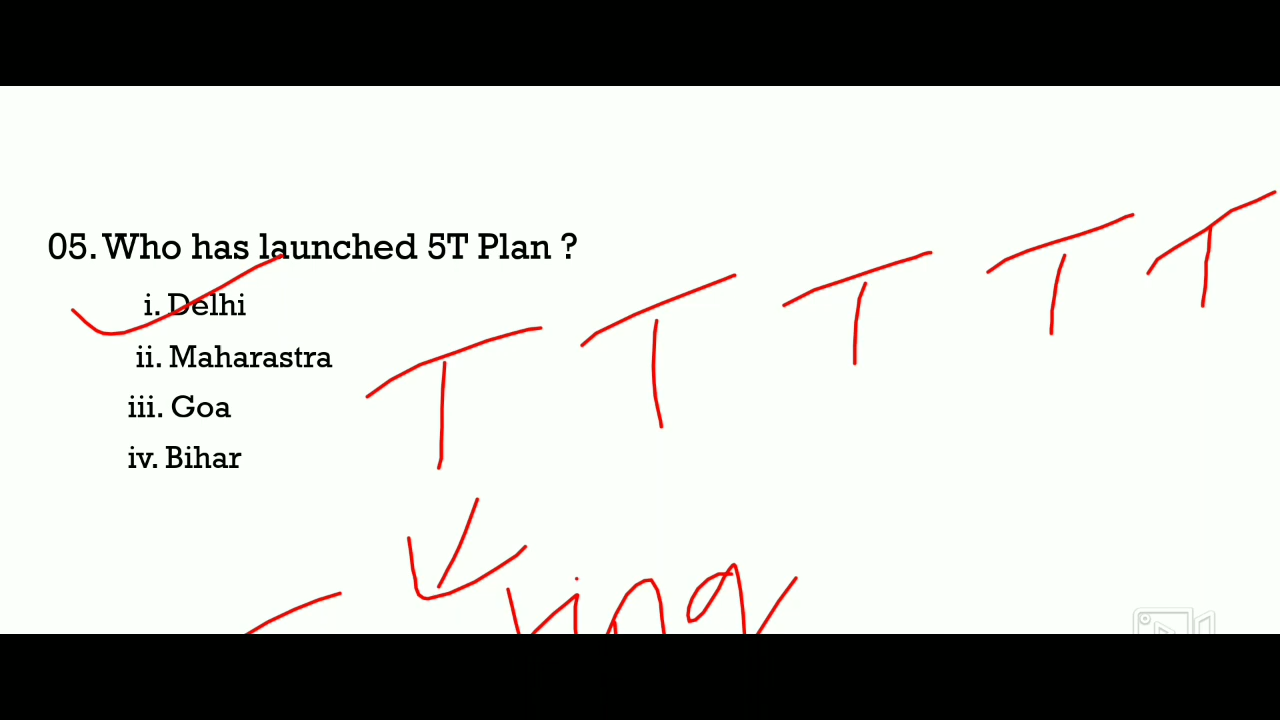 05. Who has launched 5T Plan ?
i. Delhi
ii. Maharastra
iii. Goa
iv. Bihar
T T T T T